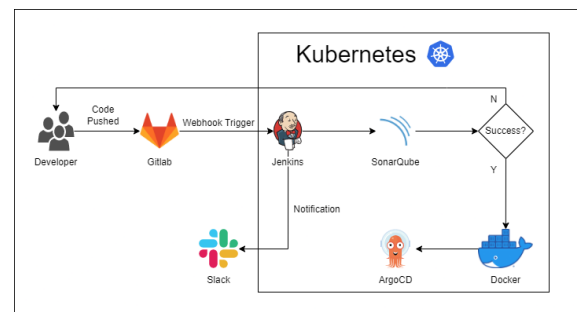 Kubernetes
N
Code
Pushed
Webhook Trigger
Success?
Developer
Gitlab
Jenkins
SonarQube
Y
Notification
Slack
ArgoCD
Docker